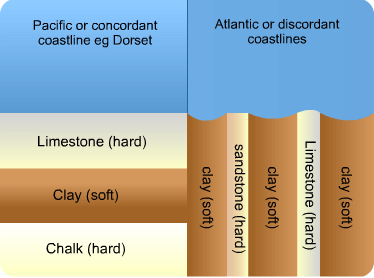 Pacific or concordant
coastline eg Dorset
Atlantic or discordant
coastlines
Limestone (hard)
Clay (soft)
Chalk (hard)
clay (soft)
sandstone (hard)
clay (soft)
Limestone (hard)
clay (soft)